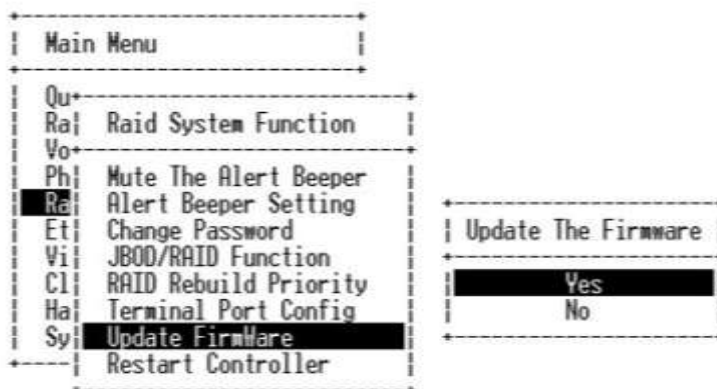 Main Menu
Qu
Ra
Raid System Function
Vo
Ph
Mute The Alert Beeper
Ra
Alert Beeper Setting
Et
Change Password
Update The Firmware
Vi
JBOD/RAID Function
Cl
RAID Rebuild Priority
Yes
Ha
Terminal Port Config
No
Sy
Update FirmWare
Restart Controller